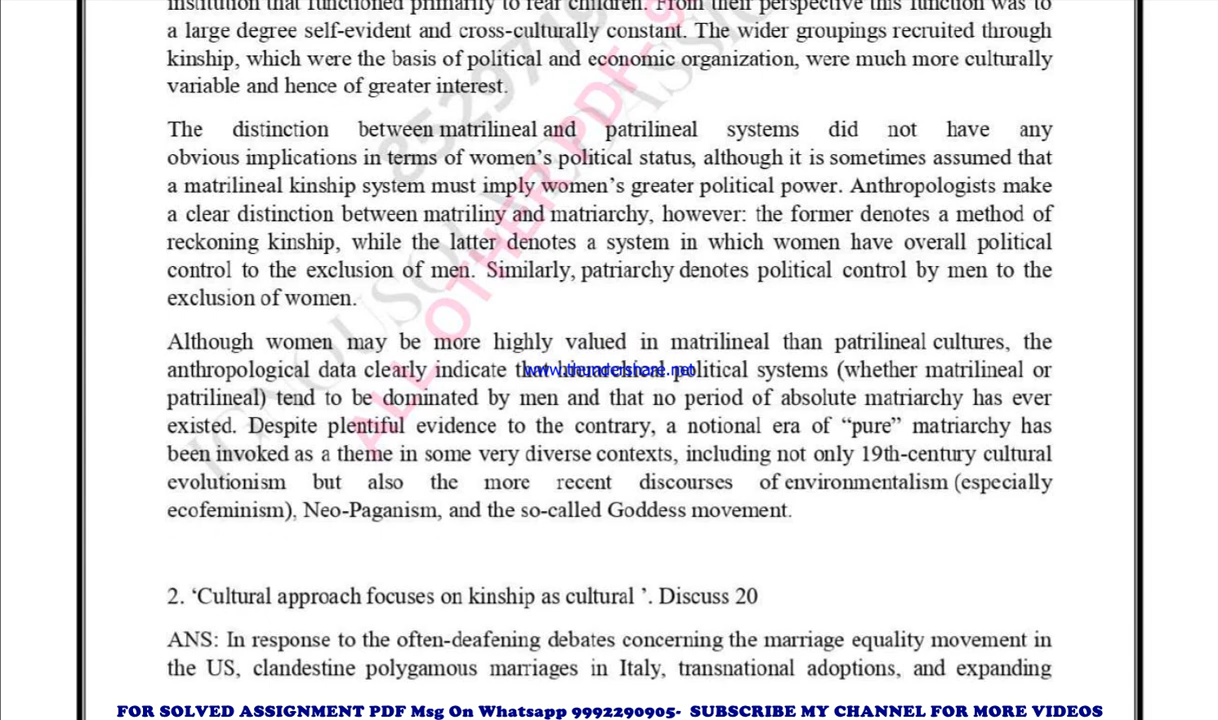 institution that functioned primarily to rear children. From their perspective this function was to
a large degree self-evident and cross-culturally constant. The wider groupings recruited through
kinship, which were the basis of political and economic organization, were much more culturally
variable and hence of greater interest.
The distinction between matrilineal and patrilineal systems did not have any
obvious implications in terms of women’s political status, although it is sometimes assumed that
a matrilineal kinship system must imply women’s greater political power. Anthropologists make
a clear distinction between matriliny and matriarchy, however: the former denotes a method of
reckoning kinship, while the latter denotes a system in which women have overall political
control to the exclusion of men. Similarly, patriarchy denotes political control by men to the
exclusion of women.
Although women may be more highly valued in matrilineal than patrilineal cultures, the
anthropological data clearly indicate that political systems (whether matrilineal or
www.thundershare.net
patrilineal) tend to be dominated by men and that no period of absolute matriarchy has ever
existed. Despite plentiful evidence to the contrary, a notional era of “pure” matriarchy has
been invoked as a theme in some very diverse contexts, including not only 19th-century cultural
evolutionism but also the more recent discourses of environmentalism (especially
ecofeminism), Neo-Paganism, and the so-called Goddess movement.
2. ‘Cultural approach focuses on kinship as cultural ’. Discuss 20
ANS: In response to the often-deafening debates concerning the marriage equality movement in
the US, clandestine polygamous marriages in Italy, transnational adoptions, and expanding
ALL OTHER PDF
FOR SOLVED ASSIGNMENT PDF Msg On Whatsapp 9992290905- SUBSCRIBE MY CHANNEL FOR MORE VIDEOS